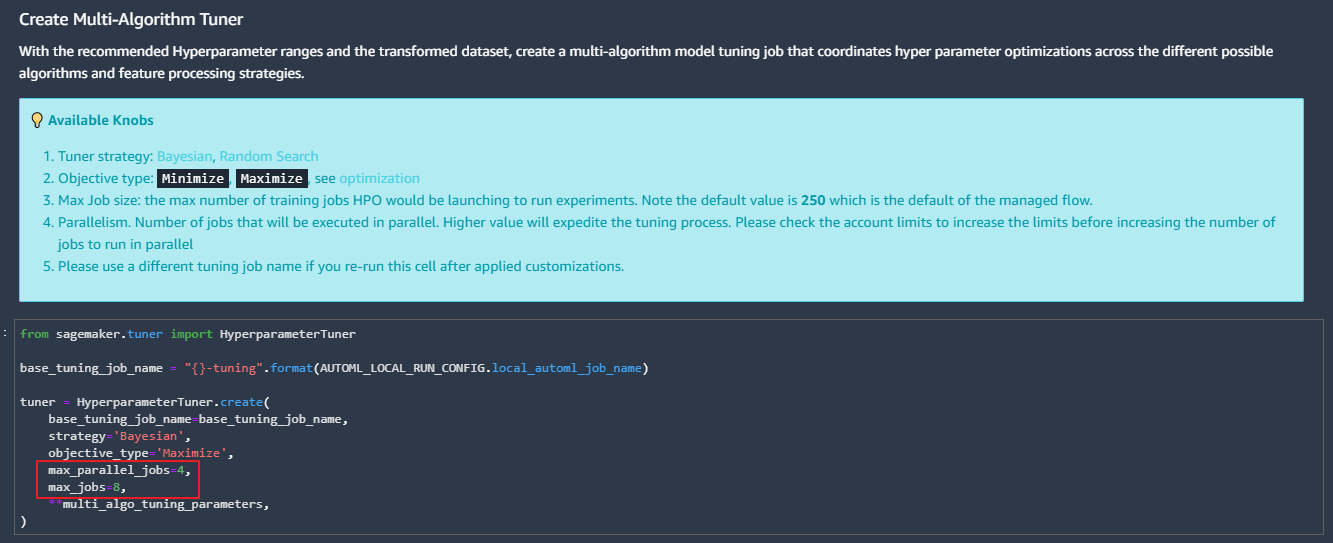 Create Multi-Algorithm Tuner
With the recommended Hyperparameter ranges and the transformed dataset, create a multi-algorithm model tuning job that coordinates hyper parameter optimizations across the different possible
algorithms and feature processing strategies.
Available Knobs
1. Tuner strategy: Bayesian, Random Search
2. Objective type: Minimize, Maximize, see optimization
3. Max Job size: the max number of training jobs HPO would be launching to run experiments. Note the default value is 250 which is the default of the managed flow.
4. Parallelism. Number of jobs that will be executed in parallel. Higher value will expedite the tuning process. Please check the account limits to increase the limits before increasing the number of
jobs to run in parallel
5. Please use a different tuning job name if you re-run this cell after applied customizations.
:
from sagemaker.tuner import HyperparameterTuner
base_tuning_job_name = "{}-tuning".format(AUTOML_LOCAL_RUN_CONFIG.local_automl_job_name)
tuner = HyperparameterTuner.create(
    base_tuning_job_name=base_tuning_job_name,
    strategy='Bayesian',
    objective_type='Maximize',
    max_parallel_jobs=4,
    max_jobs=8,
    **multi_algo_tuning_parameters,
)